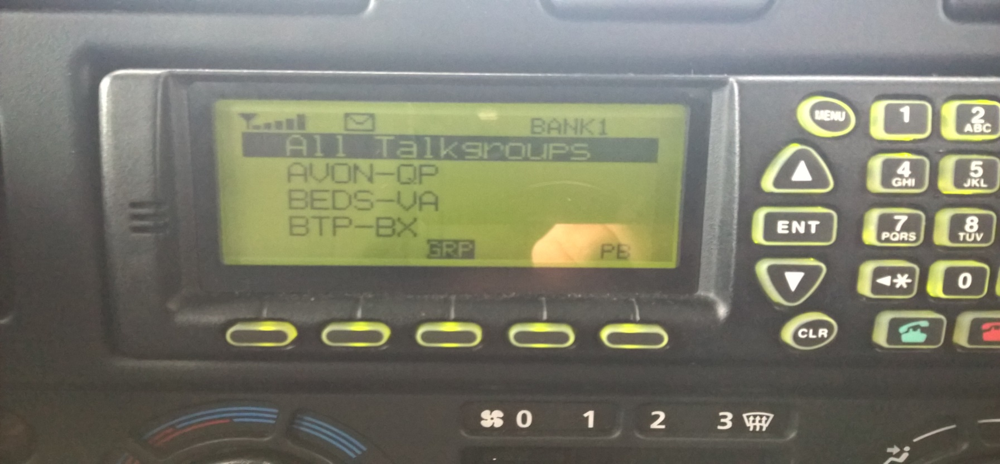 BANK1
All Talkgroups
AVON-QP
BEDS-VA
BTP-BX
GRP PB
MENU 1 2 ABC
4 GHI 5 JKL
ENT 7 PQRS 8 TUV
* 0
CLR
0 1 2 3